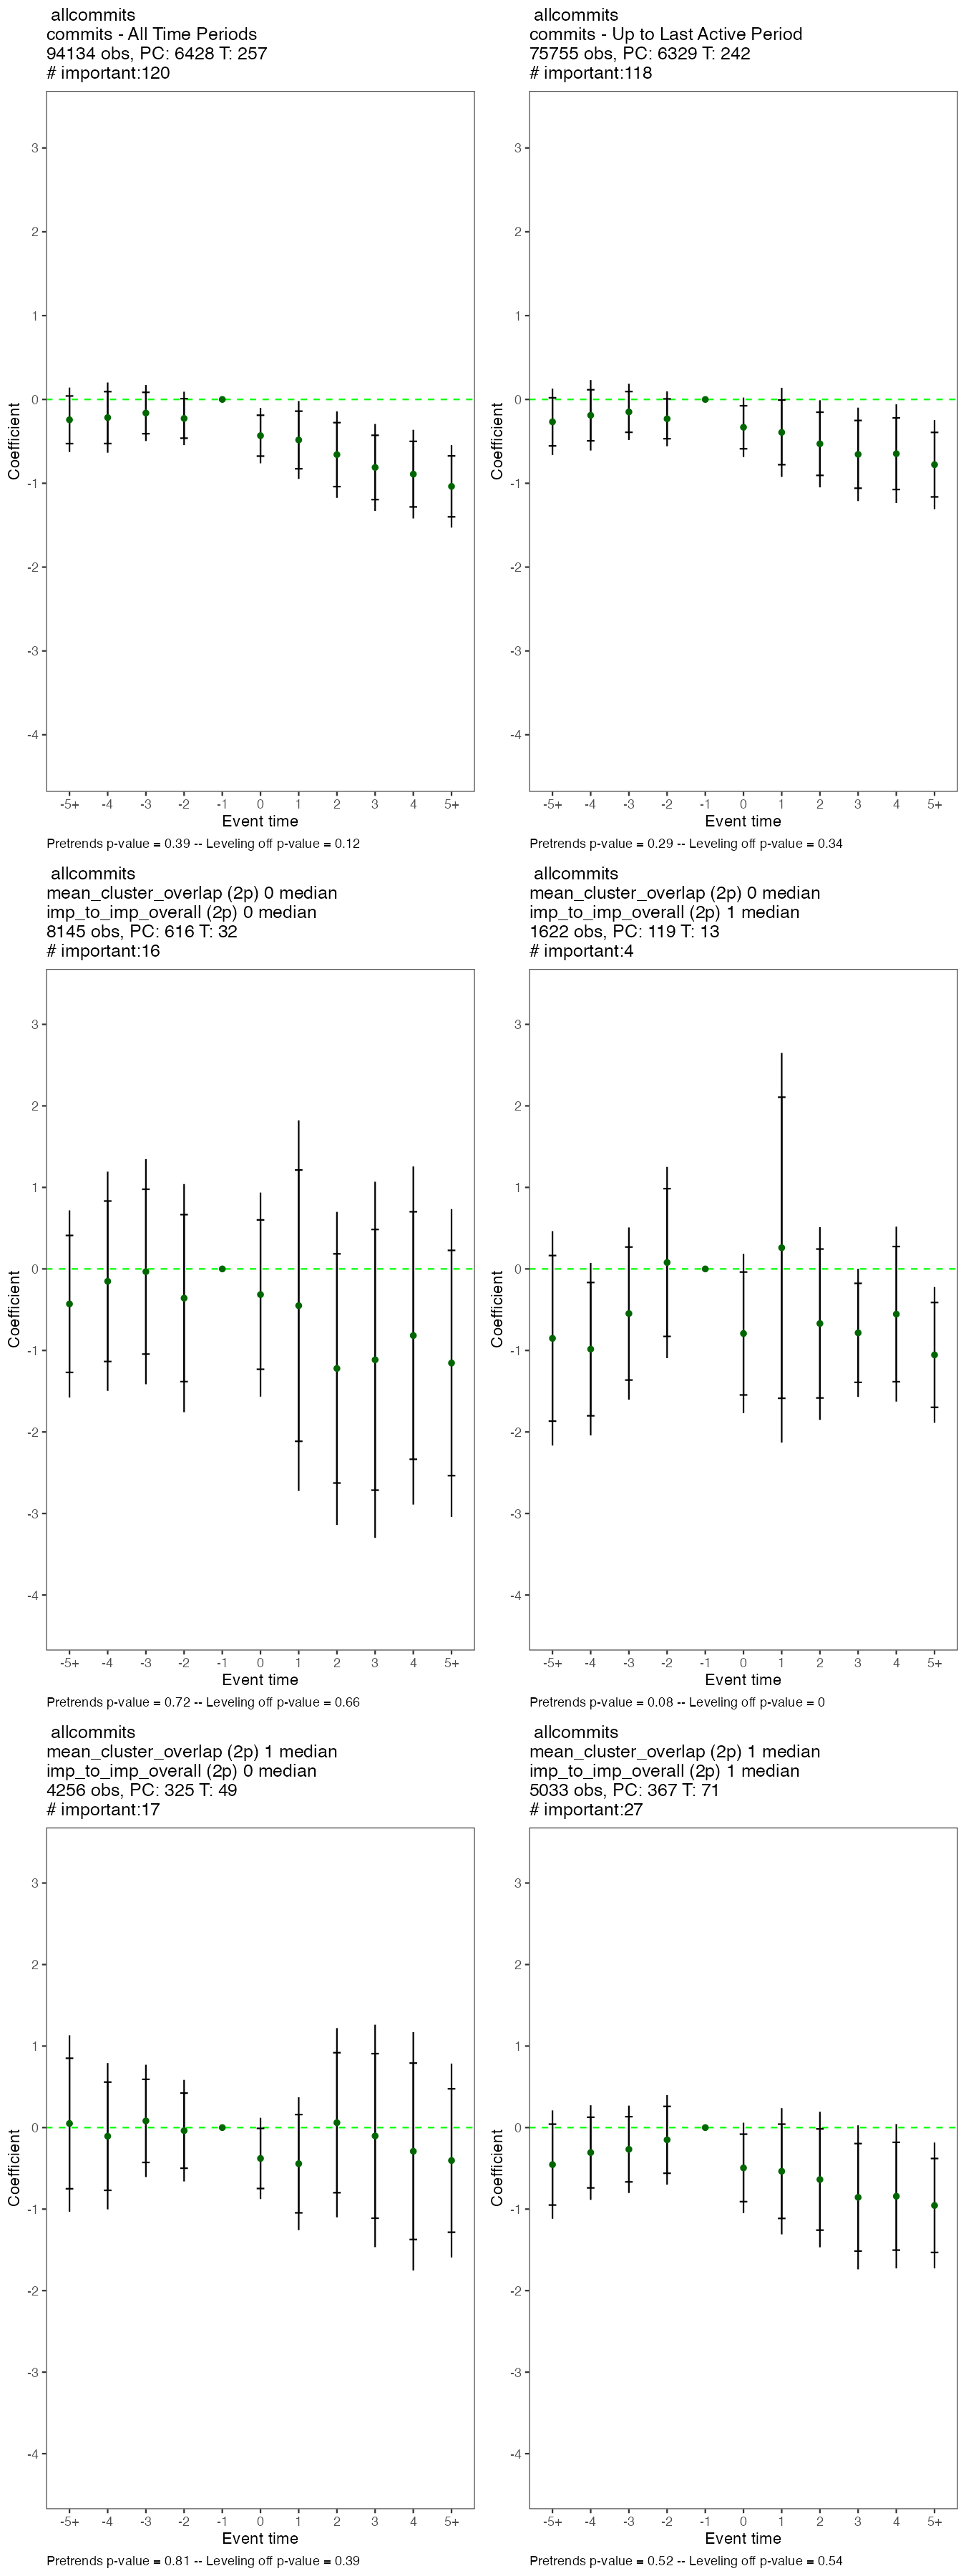 allcommits
commits - All Time Periods
94134 obs, PC: 6428 T: 257
# important:120
3
2
1
0
-1
-2
-3
-4
Coefficient
-5+ -4 -3 -2 -1 0 1 2 3 4 5+
Event time
Pretrends p-value = 0.39 -- Leveling off p-value = 0.12
allcommits
commits - Up to Last Active Period
75755 obs, PC: 6329 T: 242
# important:118
3
2
1
0
-1
-2
-3
-4
Coefficient
-5+ -4 -3 -2 -1 0 1 2 3 4 5+
Event time
Pretrends p-value = 0.29 -- Leveling off p-value = 0.34
allcommits
mean_cluster_overlap (2p) 0 median
imp_to_imp_overall (2p) 0 median
8145 obs, PC: 616 T: 32
# important:16
3
2
1
0
-1
-2
-3
-4
Coefficient
-5+ -4 -3 -2 -1 0 1 2 3 4 5+
Event time
Pretrends p-value = 0.72 -- Leveling off p-value = 0.66
allcommits
mean_cluster_overlap (2p) 0 median
imp_to_imp_overall (2p) 1 median
1622 obs, PC: 119 T: 13
# important:4
3
2
1
0
-1
-2
-3
-4
Coefficient
-5+ -4 -3 -2 -1 0 1 2 3 4 5+
Event time
Pretrends p-value = 0.08 -- Leveling off p-value = 0
allcommits
mean_cluster_overlap (2p) 1 median
imp_to_imp_overall (2p) 0 median
4256 obs, PC: 325 T: 49
# important:17
3
2
1
0
-1
-2
-3
-4
Coefficient
-5+ -4 -3 -2 -1 0 1 2 3 4 5+
Event time
Pretrends p-value = 0.81 -- Leveling off p-value = 0.39
allcommits
mean_cluster_overlap (2p) 1 median
imp_to_imp_overall (2p) 1 median
5033 obs, PC: 367 T: 71
# important:27
3
2
1
0
-1
-2
-3
-4
Coefficient
-5+ -4 -3 -2 -1 0 1 2 3 4 5+
Event time
Pretrends p-value = 0.52 -- Leveling off p-value = 0.54